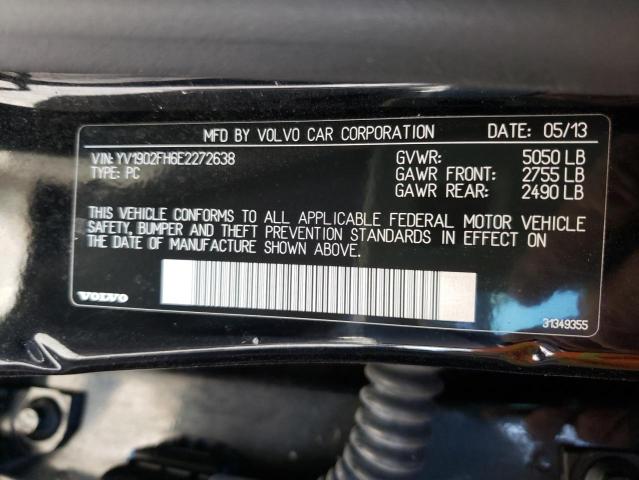 MFD BY VOLVO CAR CORPORATION DATE: 05/13
VIN: YV1902FH6E2272638 GVWR: 5050 LB
TYPE: PC GAWR FRONT: 2755 LB
GAWR REAR: 2490 LB
THIS VEHICLE CONFORMS TO ALL APPLICABLE FEDERAL MOTOR VEHICLE
SAFETY, BUMPER AND THEFT PREVENTION STANDARDS IN EFFECT ON
THE DATE OF MANUFACTURE SHOWN ABOVE.
VOLVO 31349355